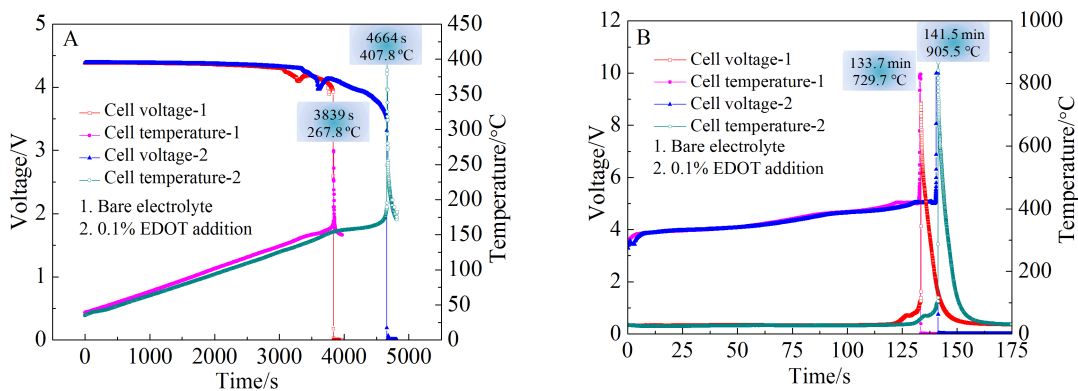 A
4664 s
407.8 ºC
3839 s
267.8 ºC
Cell voltage-1
Cell temperature-1
Cell voltage-2
Cell temperature-2
1. Bare electrolyte
2. 0.1% EDOT addition
Voltage/V
0
1
2
3
4
5
Temperature/°C
0
50
100
150
200
250
300
350
400
450
0
1000
2000
3000
4000
5000
Time/s
B
141.5 min
905.5 ℃
133.7 min
729.7 ℃
Cell voltage-1
Cell temperature-1
Cell voltage-2
Cell temperature-2
1. Bare electrolyte
2. 0.1% EDOT addition
Voltage/V
0
2
4
6
8
10
12
Temperature/°C
0
200
400
600
800
1000
0
25
50
75
100
125
150
175
Time/s